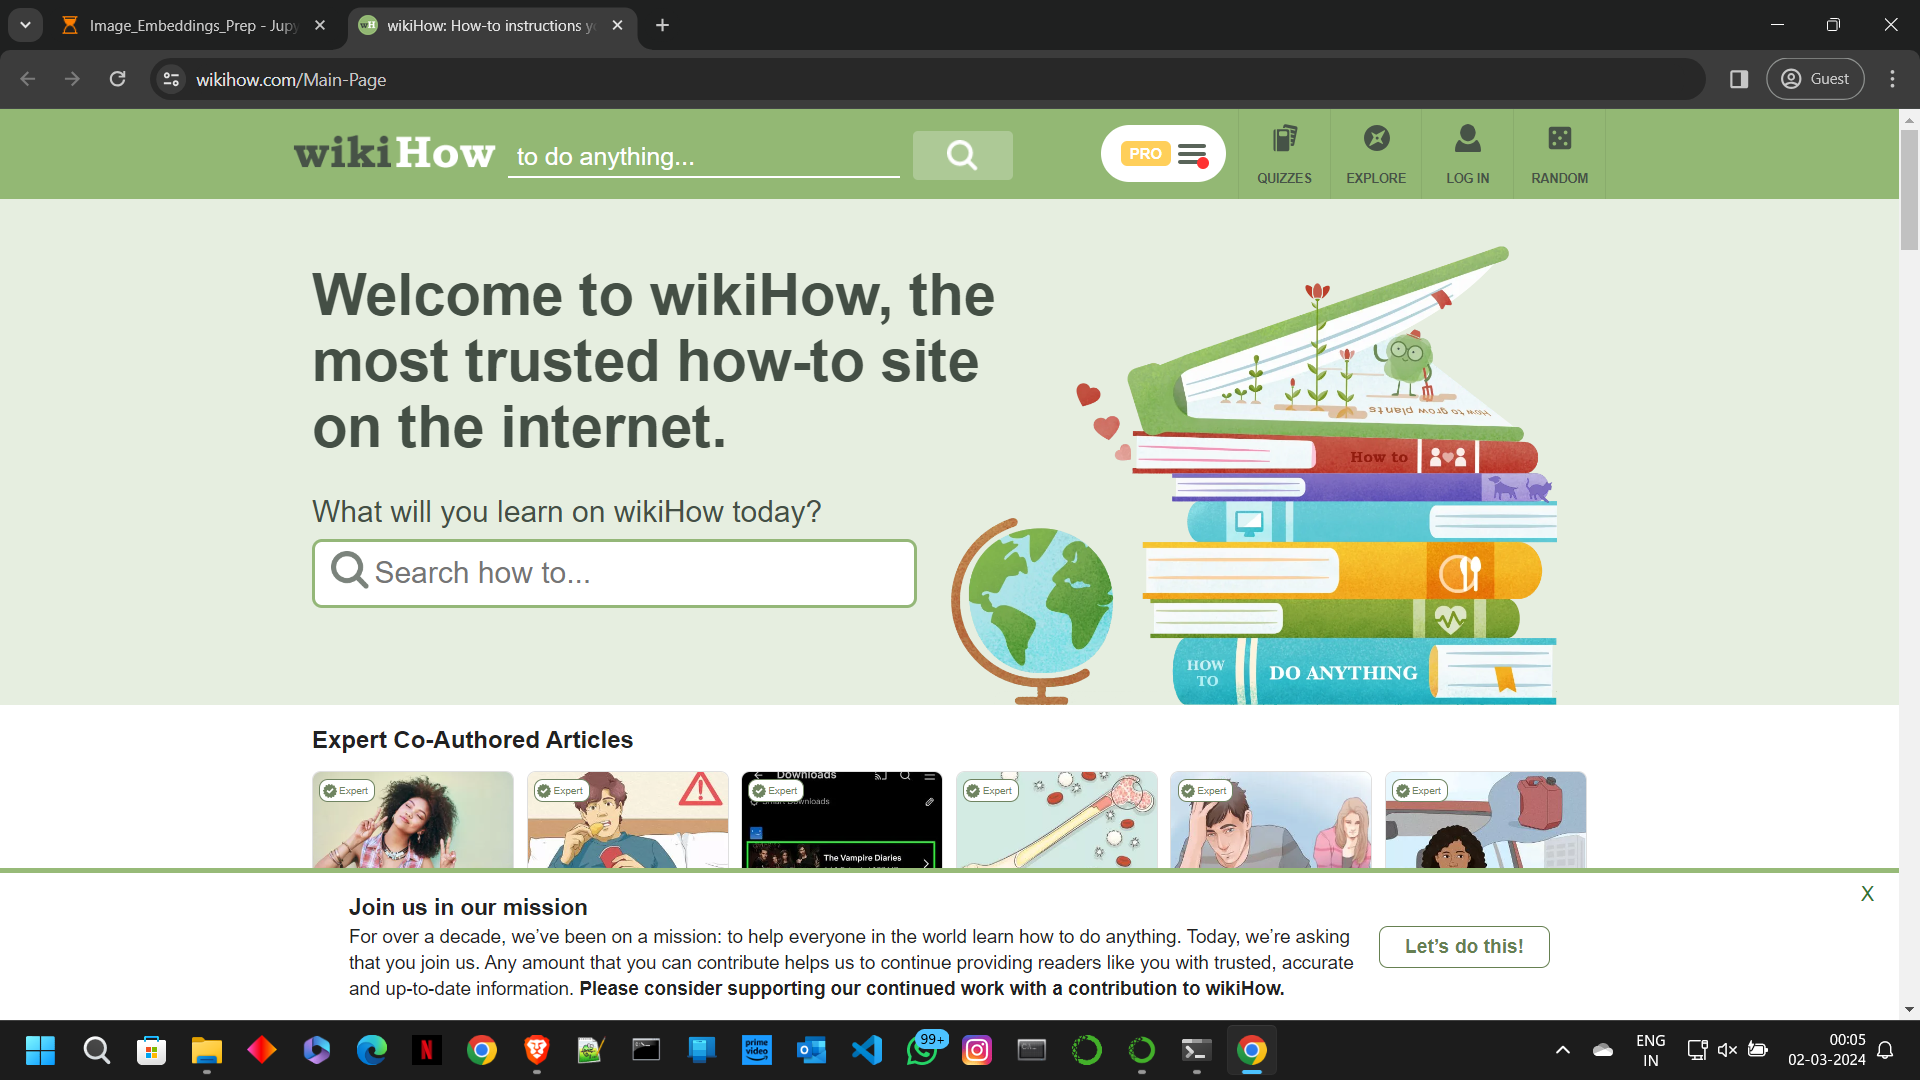 Image_Embeddings_Prep - Jup
wikiHow: How-to instructions y
wikihow.com/Main-Page
Guest
wikiHow
to do anything...
PRO
QUIZZES
EXPLORE
LOG IN
RANDOM
Welcome to wikiHow, the
most trusted how-to site
on the internet.
What will you learn on wikiHow today?
Search how to...
How to grow plants
How to
HOW
TO
DO ANYTHING
Expert Co-Authored Articles
Expert
Expert
Downloads
Expert
Smart Downloads
The Vampire Diaries
Expert
Expert
Expert
Join us in our mission
X
For over a decade, we've been on a mission: to help everyone in the world learn how to do anything. Today, we're asking
that you join us. Any amount that you can contribute helps us to continue providing readers like you with trusted, accurate
and up-to-date information. Please consider supporting our continued work with a contribution to wikiHow.
Let's do this!
prime
video
99+
ENG
IN
00:05
02-03-2024